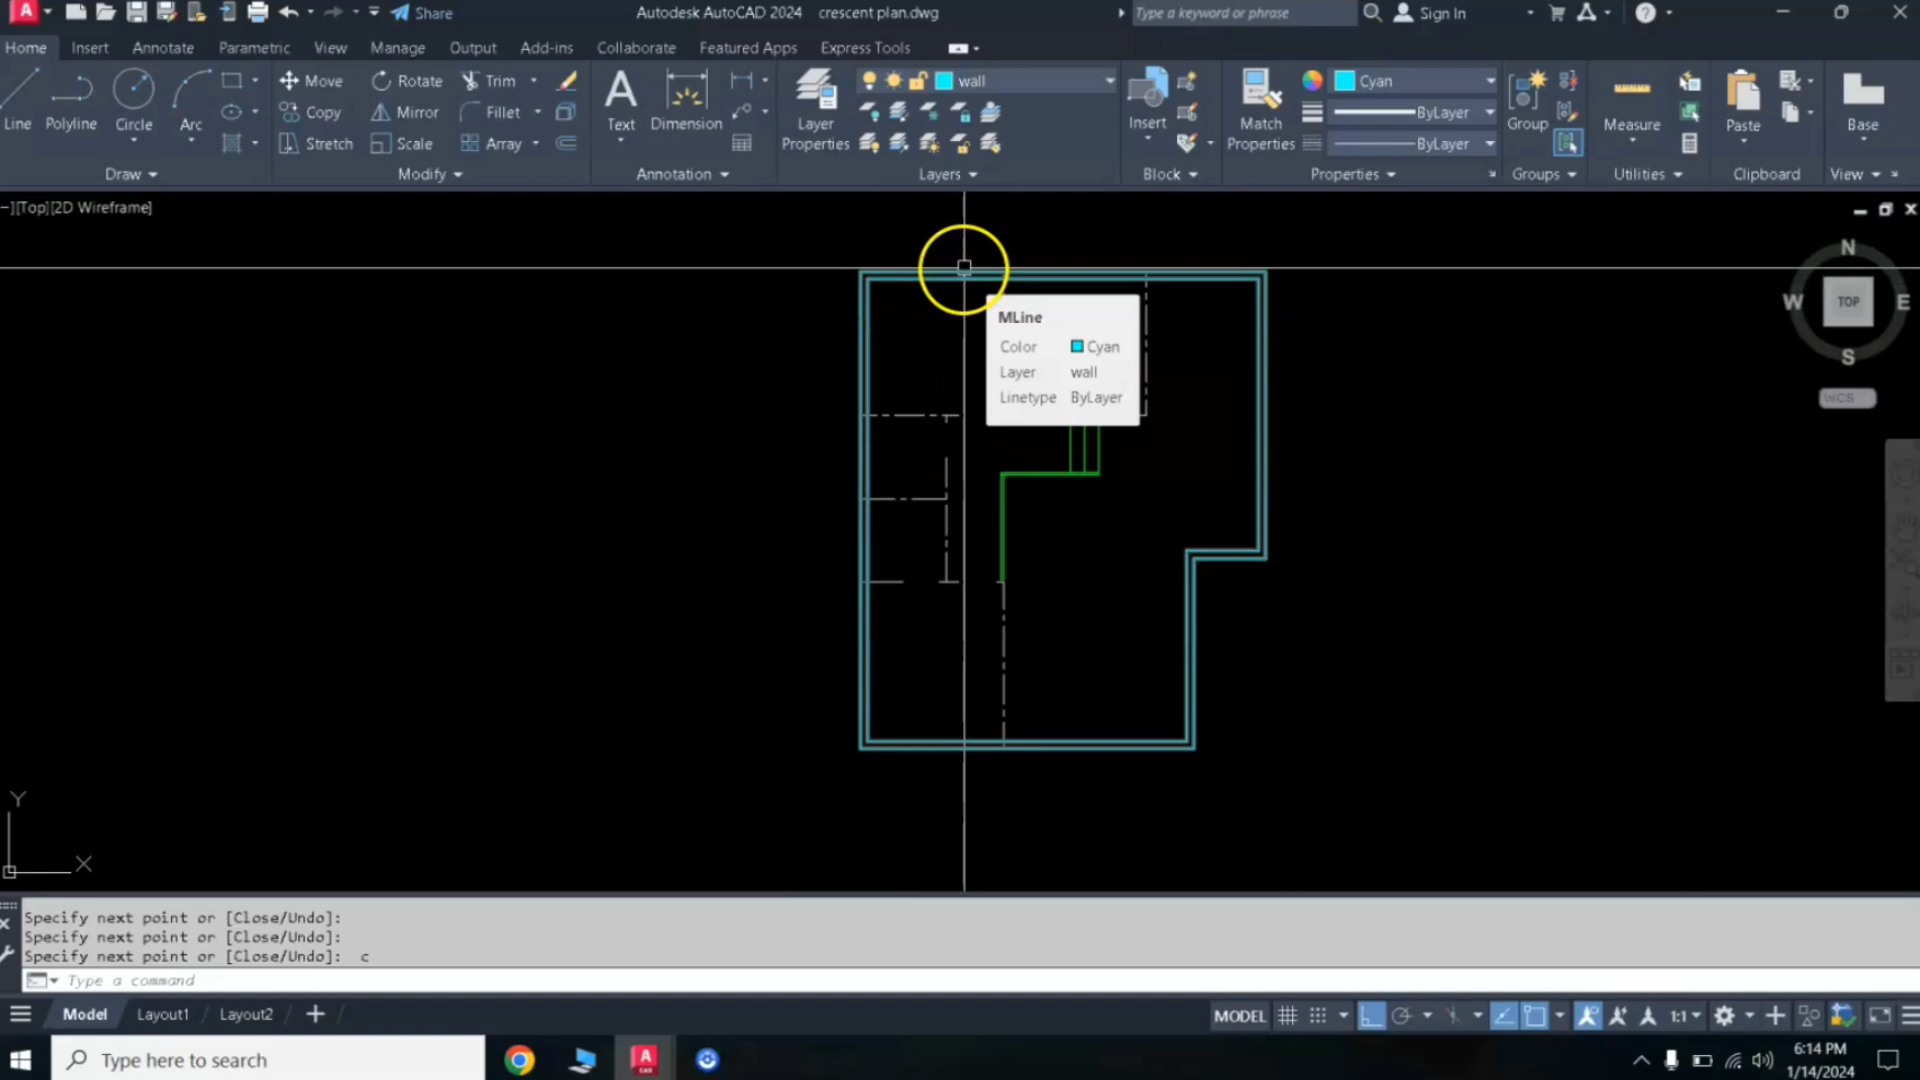 Share
Autodesk AutoCAD 2024 crescent plan.dwg
Type a keyword or phrase
Sign In
Home Insert Annotate Parametric View Manage Output Add-ins Collaborate Featured Apps Express Tools
Line
Polyline
Circle
Arc
Move
Rotate
Trim
Copy
Mirror
Fillet
Stretch
Scale
Array
Text
Dimension
Layer
Properties
wall
Insert
Match
Properties
Cyan
ByLayer
ByLayer
Group
Measure
Paste
Base
Draw Modify Annotation Layers Block Properties Groups Utilities Clipboard View
−][Top][2D Wireframe]
N
W TOP E
S
WCS
MLine
Color Cyan
Layer wall
Linetype ByLayer
Y
X
Specify next point or [Close/Undo]:
Specify next point or [Close/Undo]:
Specify next point or [Close/Undo]: c
Type a command
Model Layout1 Layout2
MODEL
1:1
Type here to search
A
CAD
6:14 PM
1/14/2024